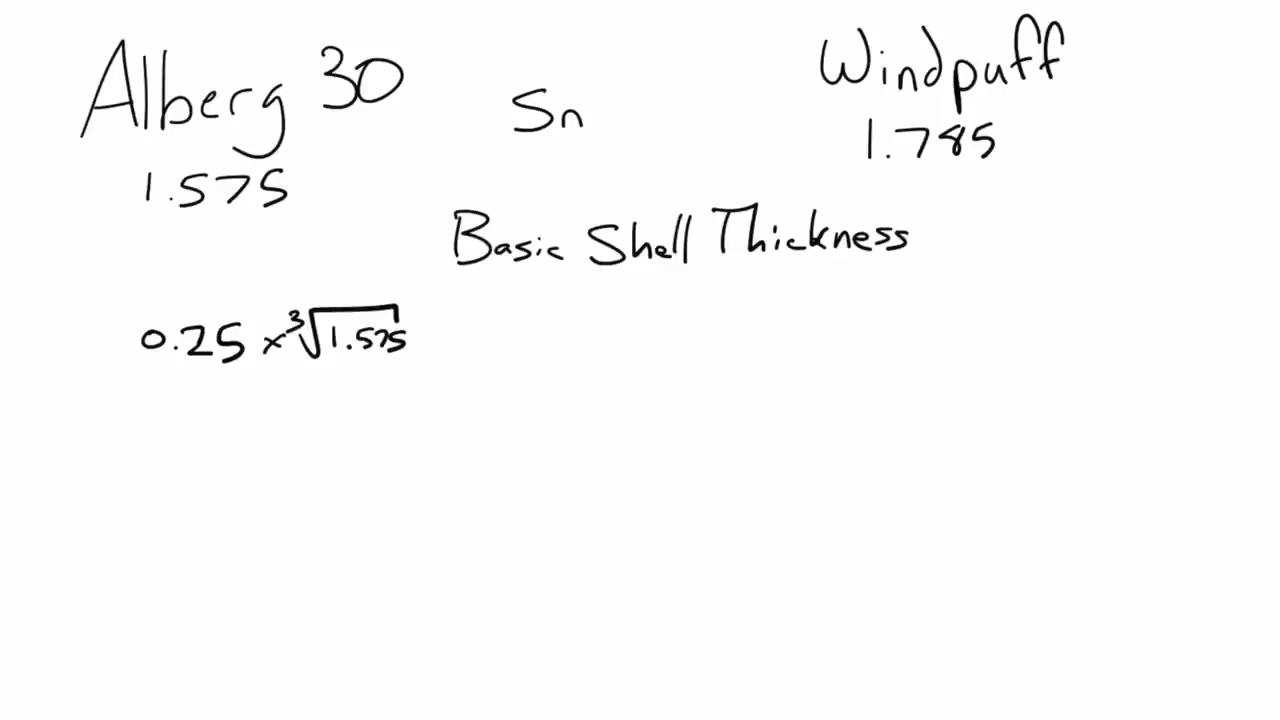 Alberg 30
Sn
Windpuff
1.575
1.785
Basic Shell Thickness
0.25 × ∛1.575